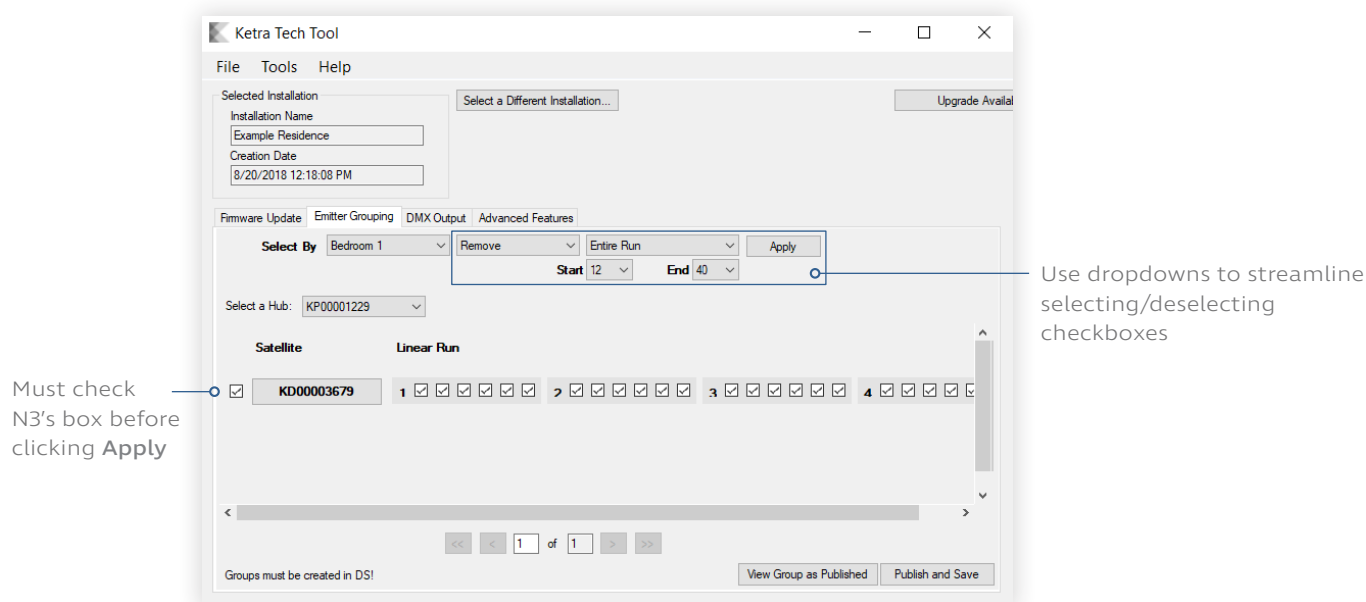 Ketra Tech Tool
File Tools Help
Selected Installation
Installation Name
Example Residence
Creation Date
8/20/2018 12:18:08 PM
Select a Different Installation...
Upgrade Availal
Firmware Update Emitter Grouping DMX Output Advanced Features
Select By Bedroom 1 Remove Entire Run Apply
Start 12 End 40
Use dropdowns to streamline
selecting/deselecting
checkboxes
Select a Hub: KP00001229
Satellite Linear Run
Must check
N3's box before
clicking Apply
KD00003679 1 2 3 4
<< < 1 of 1 > >>
Groups must be created in DS! View Group as Published Publish and Save